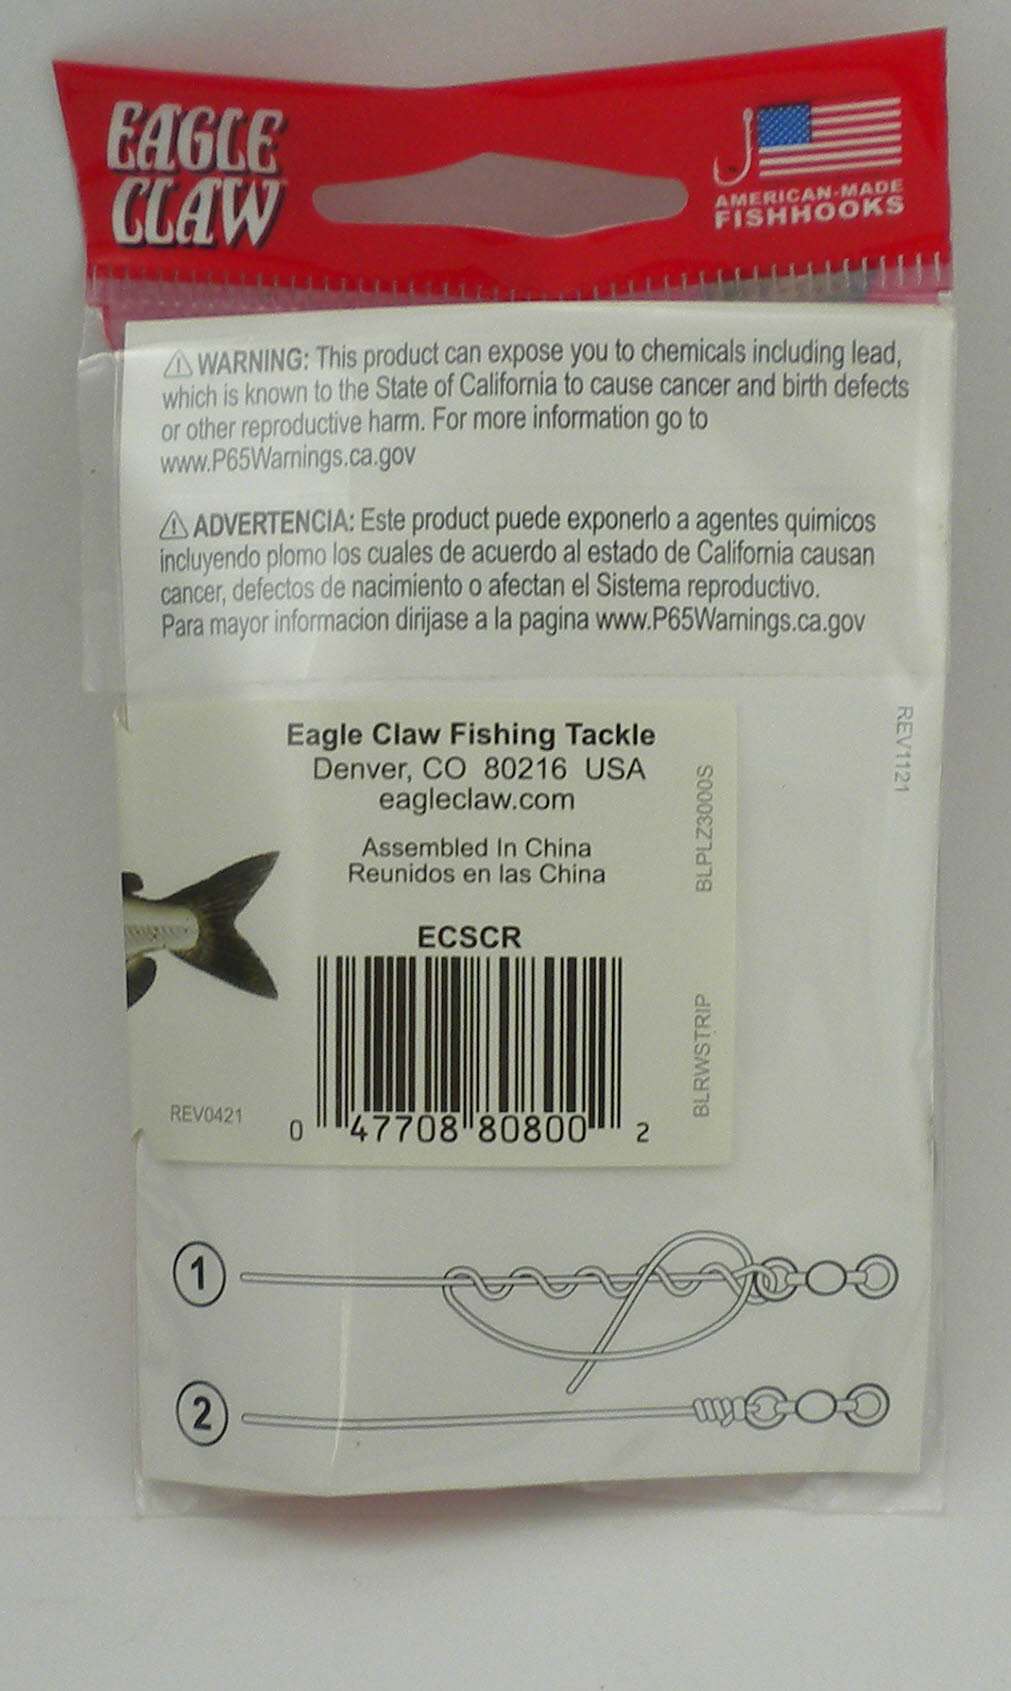 EAGLE
CLAW
AMERICAN-MADE
FISHHOOKS
⚠ WARNING: This product can expose you to chemicals including lead,
which is known to the State of California to cause cancer and birth defects
or other reproductive harm. For more information go to
www.P65Warnings.ca.gov
⚠ ADVERTENCIA: Este product puede exponerlo a agentes quimicos
incluyendo plomo los cuales de acuerdo al estado de California causan
cancer, defectos de nacimiento o afectan el Sistema reproductivo.
Para mayor informacion dirijase a la pagina www.P65Warnings.ca.gov
REV1121
Eagle Claw Fishing Tackle
Denver, CO 80216 USA
eagleclaw.com
Assembled In China
Reunidos en las China
BLPLZ3000S
ECSCR
BLRWSTRIP
REV0421
0 47708 80800 2
1
2